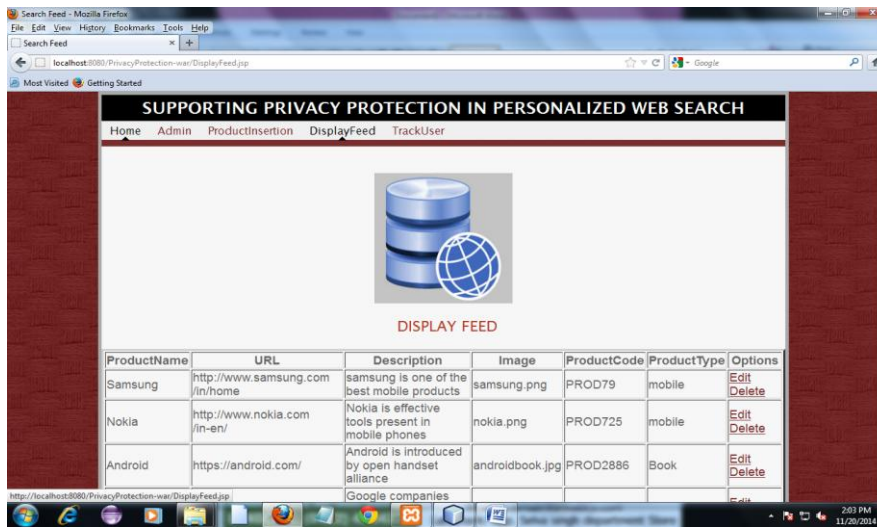 Search Feed - Mozilla Firefox
File Edit View History Bookmarks Tools Help
Search Feed
localhost:8080/PrivacyProtection-war/DisplayFeed.jsp
Google
Most Visited Getting Started
SUPPORTING PRIVACY PROTECTION IN PERSONALIZED WEB SEARCH
Home Admin ProductInsertion DisplayFeed TrackUser
DISPLAY FEED
ProductName URL Description Image ProductCode ProductType Options
Samsung http://www.samsung.com/in/home samsung is one of the best mobile products samsung.png PROD79 mobile Edit Delete
Nokia http://www.nokia.com/in-en/ Nokia is effective tools present in mobile phones nokia.png PROD725 mobile Edit Delete
Android https://android.com/ Android is introduced by open handset alliance androidbook.jpg PROD2886 Book Edit Delete
Google companies Edit
http://localhost:8080/PrivacyProtection-war/DisplayFeed.jsp
2:03 PM
11/20/2014